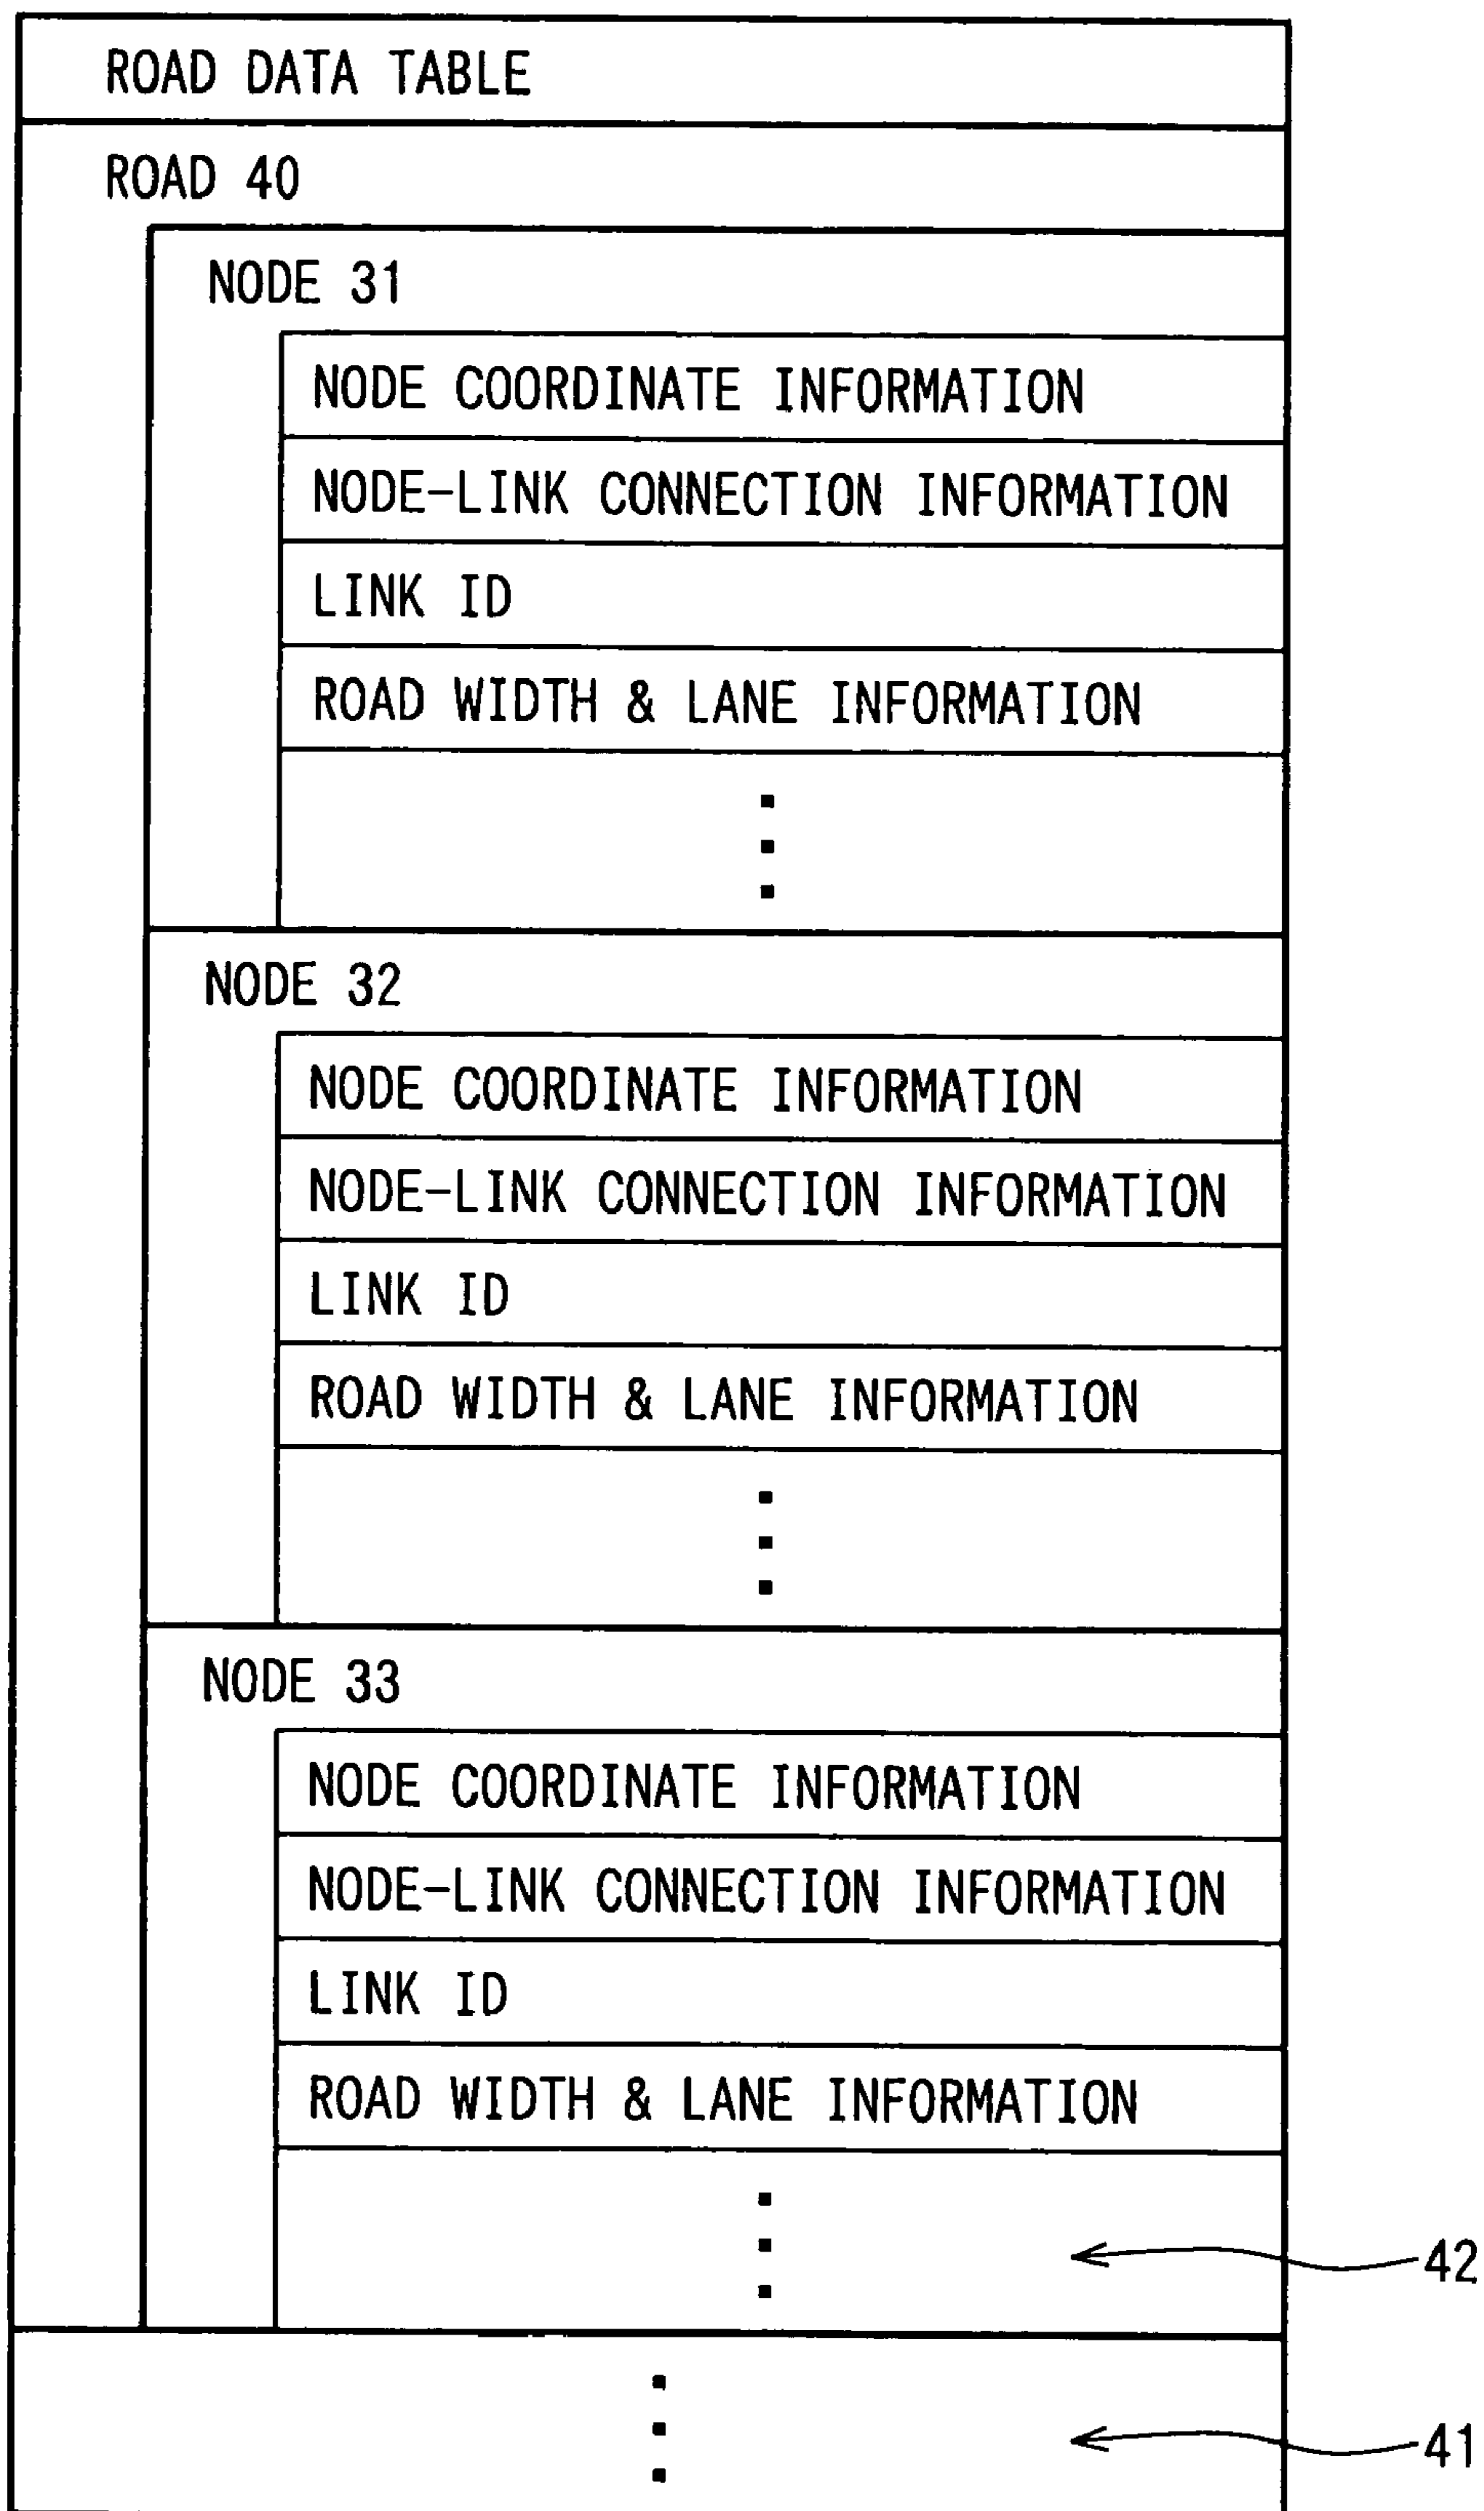 ROAD DATA TABLE
ROAD 40
NODE 31
NODE COORDINATE INFORMATION
NODE-LINK CONNECTION INFORMATION
LINK ID
ROAD WIDTH & LANE INFORMATION
NODE 32
NODE COORDINATE INFORMATION
NODE-LINK CONNECTION INFORMATION
LINK ID
ROAD WIDTH & LANE INFORMATION
NODE 33
NODE COORDINATE INFORMATION
NODE-LINK CONNECTION INFORMATION
LINK ID
ROAD WIDTH & LANE INFORMATION
42
41